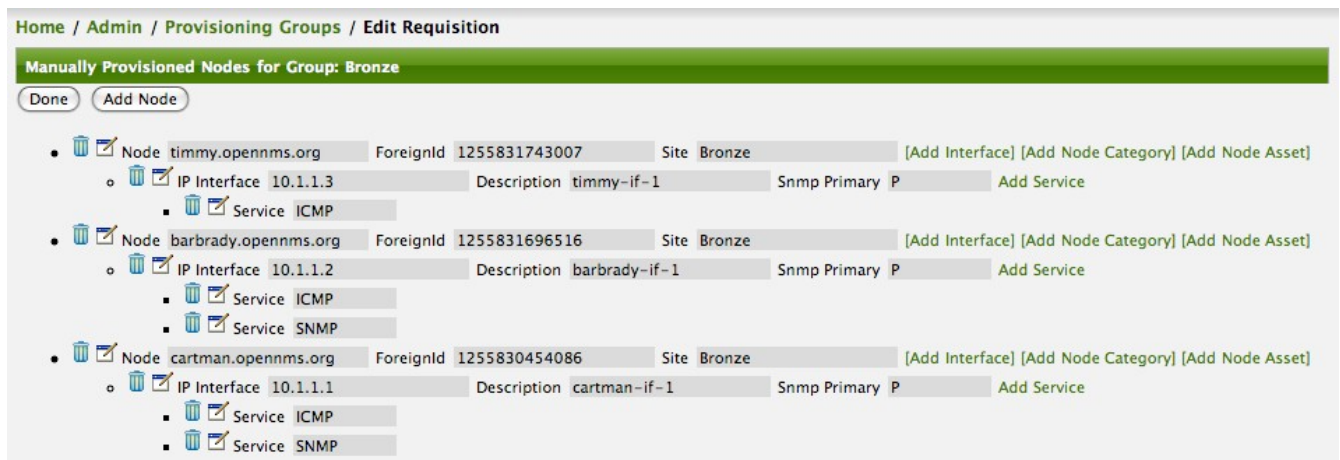 Home / Admin / Provisioning Groups / Edit Requisition
Manually Provisioned Nodes for Group: Bronze
Done Add Node
Node timmy.opennms.org ForeignId 1255831743007 Site Bronze [Add Interface] [Add Node Category] [Add Node Asset]
IP Interface 10.1.1.3 Description timmy-if-1 Snmp Primary P Add Service
Service ICMP
Node barbrady.opennms.org ForeignId 1255831696516 Site Bronze [Add Interface] [Add Node Category] [Add Node Asset]
IP Interface 10.1.1.2 Description barbrady-if-1 Snmp Primary P Add Service
Service ICMP
Service SNMP
Node cartman.opennms.org ForeignId 1255830454086 Site Bronze [Add Interface] [Add Node Category] [Add Node Asset]
IP Interface 10.1.1.1 Description cartman-if-1 Snmp Primary P Add Service
Service ICMP
Service SNMP